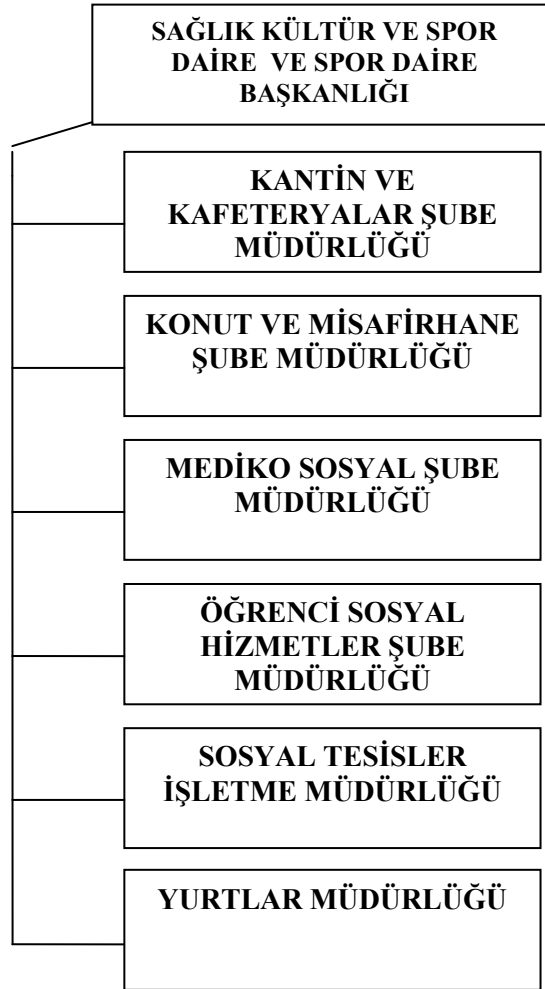 SAĞLIK KÜLTÜR VE SPOR
DAİRE VE SPOR DAİRE
BAŞKANLIĞI
KANTİN VE
KAFETERYALAR ŞUBE
MÜDÜRLÜĞÜ
KONUT VE MİSAFİRHANE
ŞUBE MÜDÜRLÜĞÜ
MEDİKO SOSYAL ŞUBE
MÜDÜRLÜĞÜ
ÖĞRENCİ SOSYAL
HİZMETLER ŞUBE
MÜDÜRLÜĞÜ
SOSYAL TESİSLER
İŞLETME MÜDÜRLÜĞÜ
YURTLAR MÜDÜRLÜĞÜ